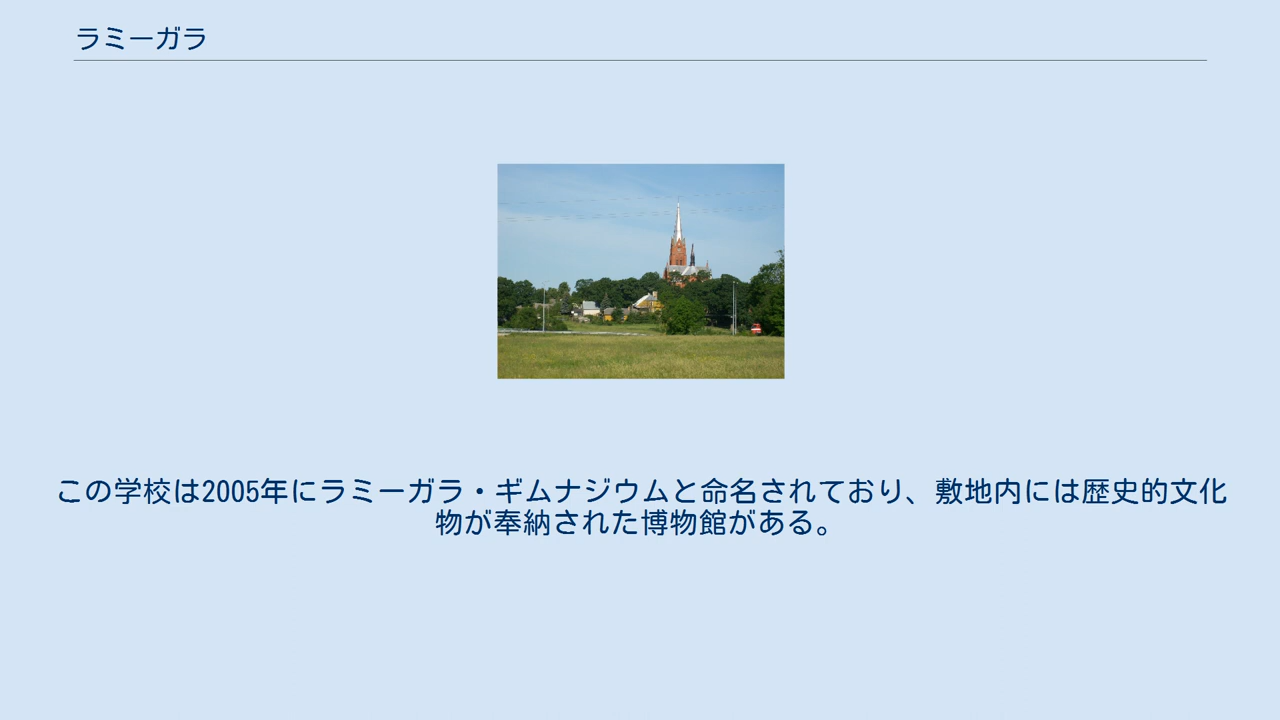 ラミーガラ
この学校は2005年にラミーガラ・ギムナジウムと命名されており、敷地内には歴史的文化
物が奉納された博物館がある。